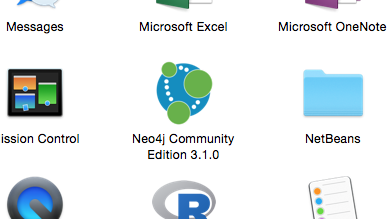 Messages
Microsoft Excel
Microsoft OneNote
ission Control
Neo4j Community
Edition 3.1.0
NetBeans
R